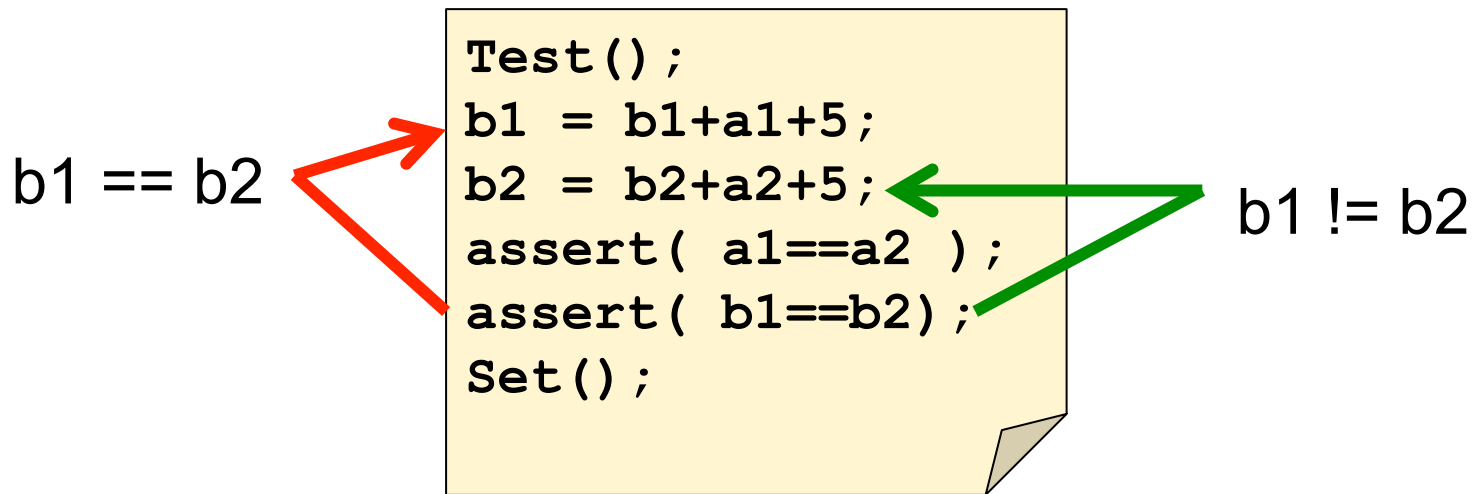 Test();
b1 = b1+a1+5;
b1 == b2
b2 = b2+a2+5;
b1 != b2
assert( a1==a2 );
assert( b1==b2);
Set();